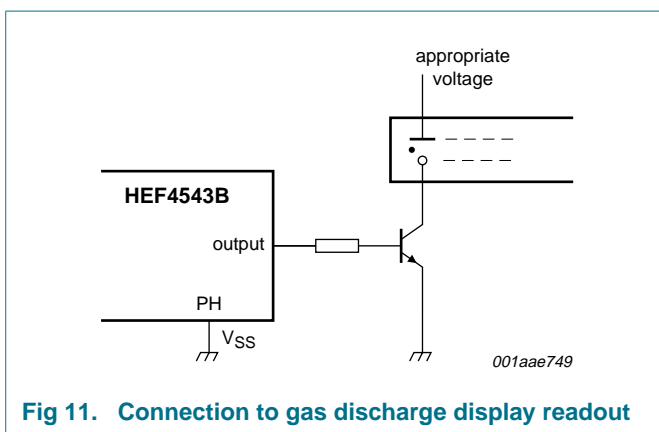 appropriate
voltage
HEF4543B
output
PH
VSS
001aae749
Fig 11. Connection to gas discharge display readout